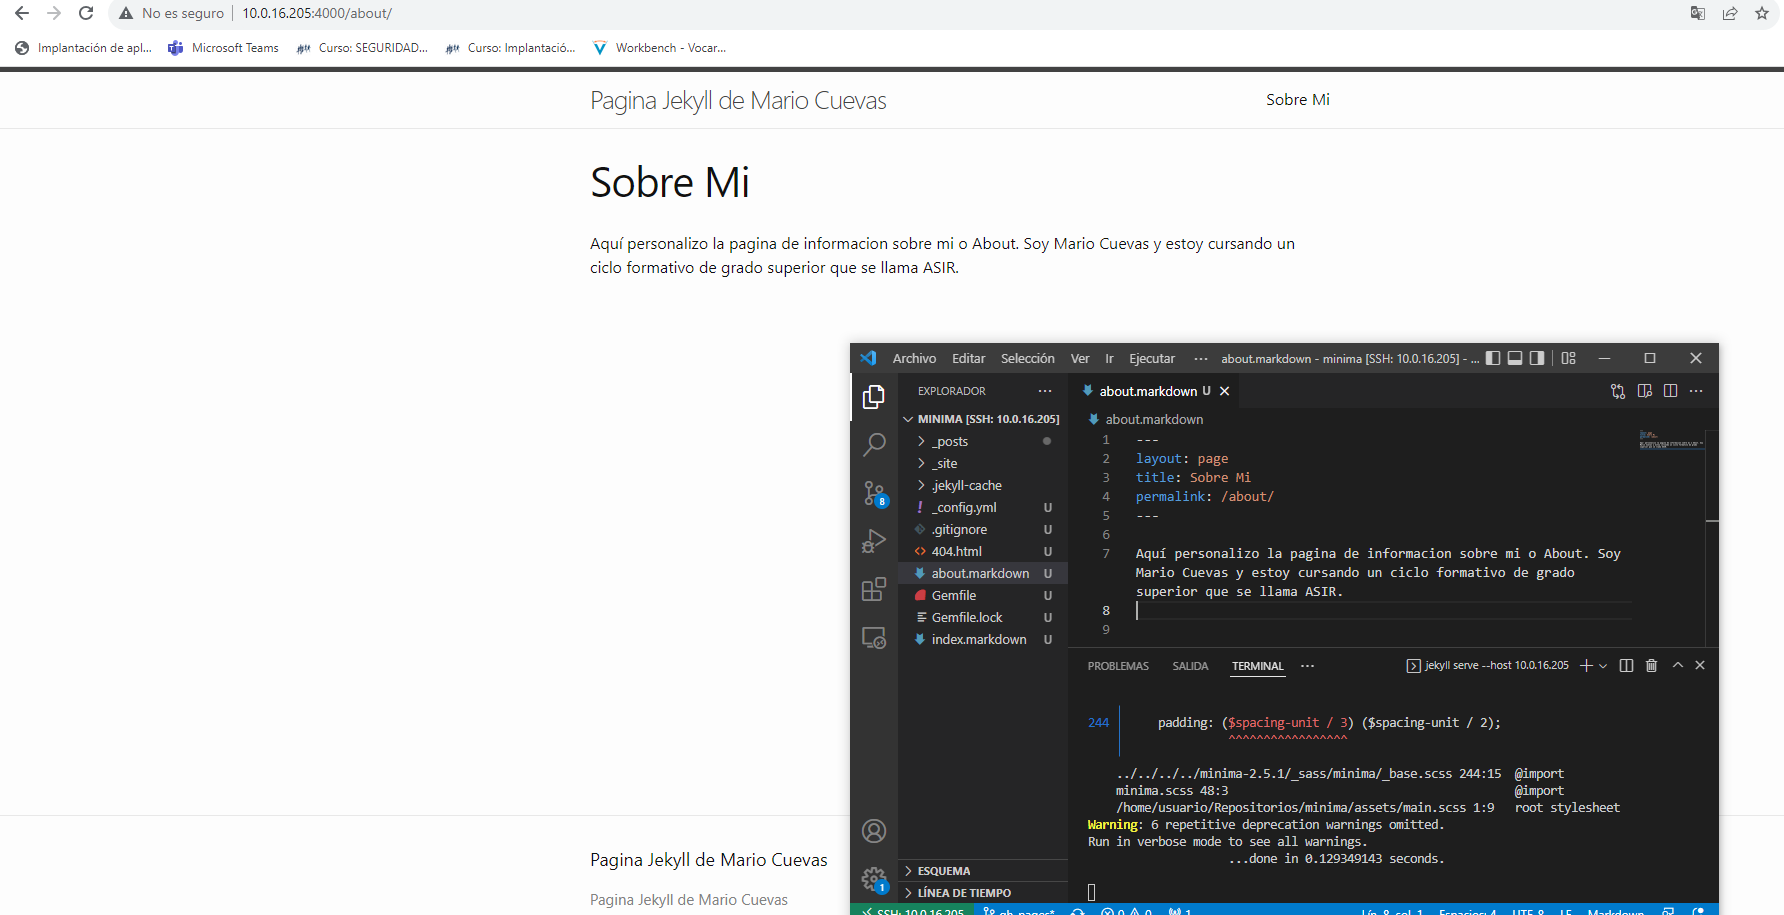 No es seguro | 10.0.16.205:4000/about/
Implantación de apl... Microsoft Teams Curso: SEGURIDAD... Curso: Implantació... Workbench - Vocar...
Pagina Jekyll de Mario Cuevas
Sobre Mi
Sobre Mi
Aquí personalizo la pagina de informacion sobre mi o About. Soy Mario Cuevas y estoy cursando un
ciclo formativo de grado superior que se llama ASIR.
Archivo Editar Selección Ver Ir Ejecutar ··· about.markdown - minima [SSH: 10.0.16.205] - ...
EXPLORADOR ···
MINIMA [SSH: 10.0.16.205]
_posts
_site
.jekyll-cache
! _config.yml U
.gitignore U
<> 404.html U
about.markdown U
Gemfile U
Gemfile.lock U
index.markdown U
8
about.markdown U
about.markdown
1 ---
2 layout: page
3 title: Sobre Mi
4 permalink: /about/
5 ---
6
7 Aquí personalizo la pagina de informacion sobre mi o About. Soy
Mario Cuevas y estoy cursando un ciclo formativo de grado
superior que se llama ASIR.
8
9
PROBLEMAS SALIDA TERMINAL ··· jekyll serve --host 10.0.16.205
244 | padding: ($spacing-unit / 3) ($spacing-unit / 2);
^^^^^^^^^^^^^^^^^
../../../../minima-2.5.1/_sass/minima/_base.scss 244:15 @import
minima.scss 48:3 @import
/home/usuario/Repositorios/minima/assets/main.scss 1:9 root stylesheet
Warning: 6 repetitive deprecation warnings omitted.
Run in verbose mode to see all warnings.
...done in 0.129349143 seconds.
ESQUEMA
LÍNEA DE TIEMPO
1
SSH: 10.0.16.205 gh-pages* 0 0 1 Lín. 8, col. 1 Espacios: 4 UTF-8 LF Markdown
Pagina Jekyll de Mario Cuevas
Pagina Jekyll de Mario Cuevas